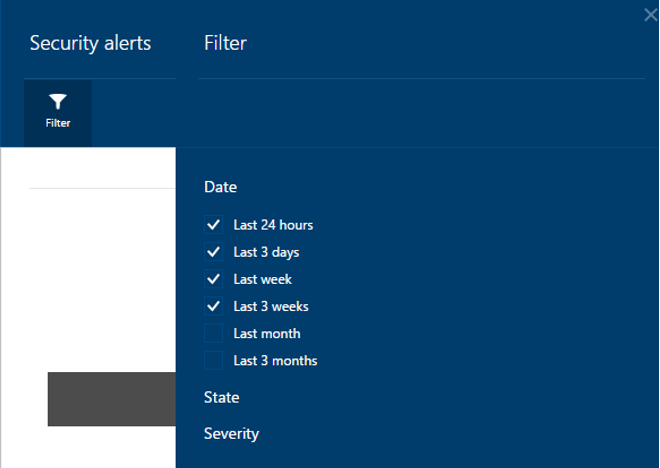 Security alerts
Filter
Filter
Date
Last 24 hours
Last 3 days
Last week
Last 3 weeks
Last month
Last 3 months
State
Severity